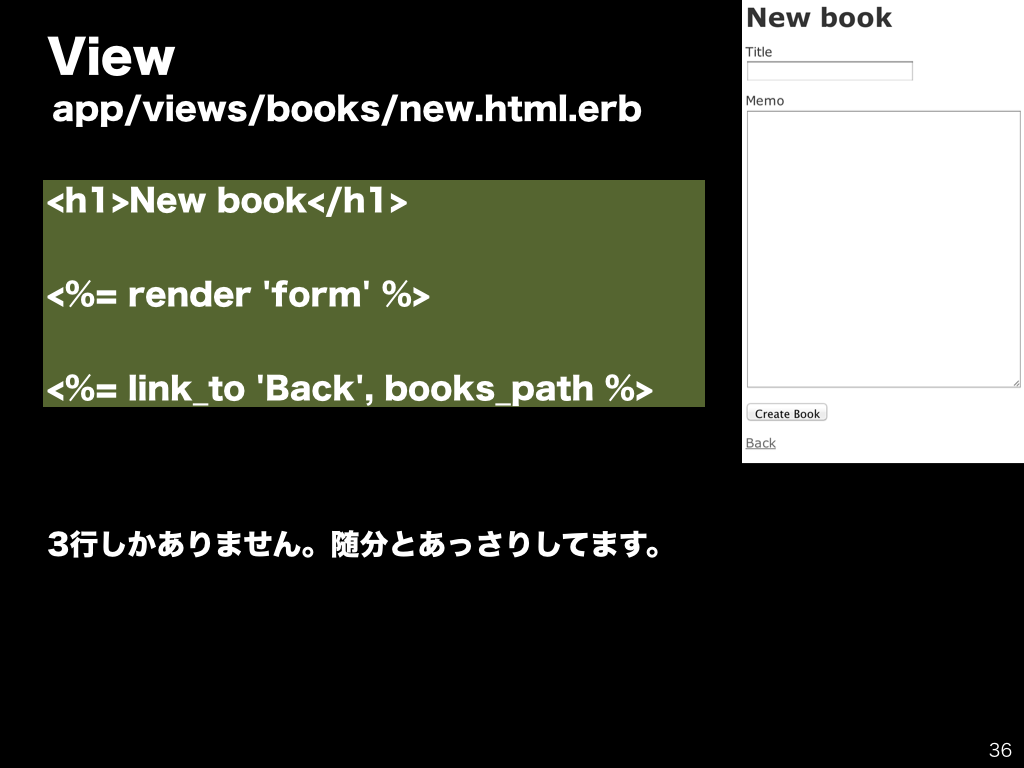 View
app/views/books/new.html.erb
<h1>New book</h1>
<%= render 'form' %>
<%= link_to 'Back', books_path %>
3行しかありません。随分とあっさりしてます。
New book
Title
Memo
Create Book
Back
36